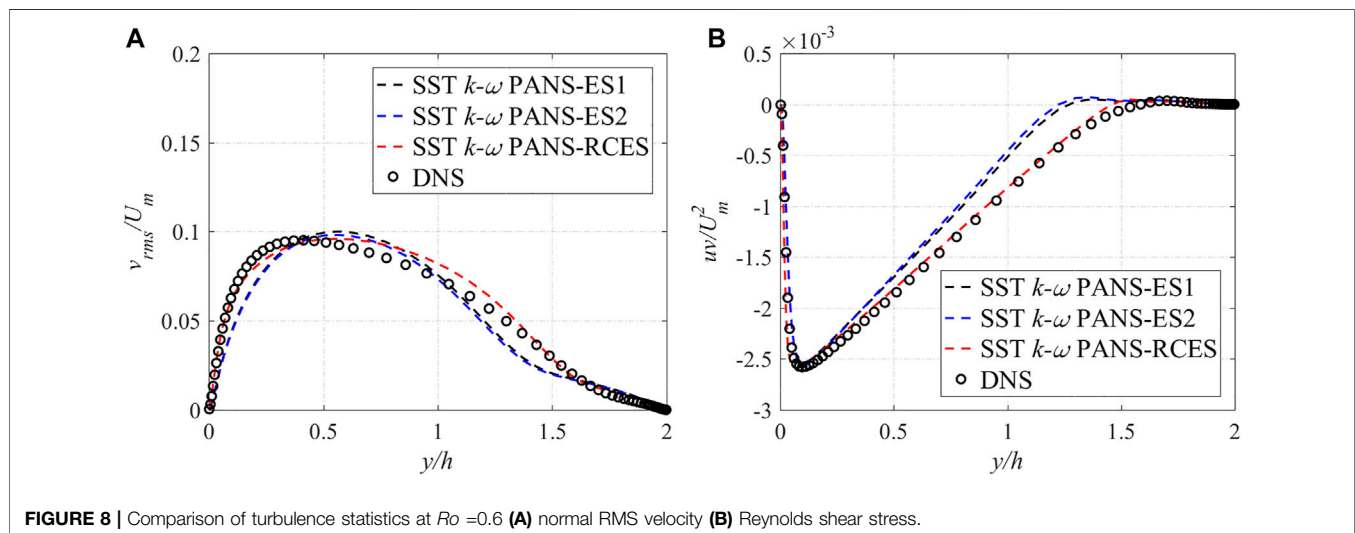 A
0.2
0.15
0.1
0.05
0
v_rms/U_m
SST k-ω PANS-ES1
SST k-ω PANS-ES2
SST k-ω PANS-RCES
DNS
0 0.5 1 1.5 2
y/h
B
×10⁻³
0.5
0
-0.5
-1
-1.5
-2
-2.5
-3
uv/U_m²
SST k-ω PANS-ES1
SST k-ω PANS-ES2
SST k-ω PANS-RCES
DNS
0 0.5 1 1.5 2
y/h
FIGURE 8 | Comparison of turbulence statistics at Ro =0.6 (A) normal RMS velocity (B) Reynolds shear stress.